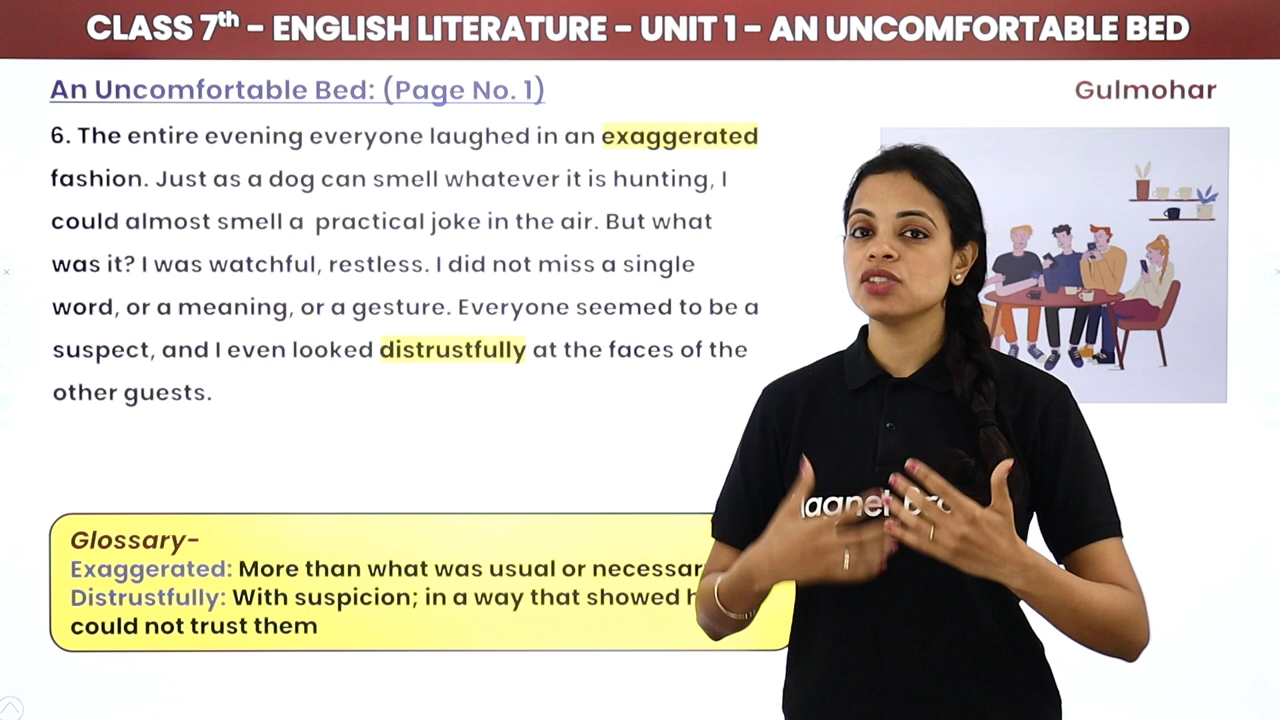 CLASS 7th - ENGLISH LITERATURE - UNIT 1 - AN UNCOMFORTABLE BED
An Uncomfortable Bed: (Page No. 1)
Gulmohar
6. The entire evening everyone laughed in an exaggerated
fashion. Just as a dog can smell whatever it is hunting, I
could almost smell a practical joke in the air. But what
was it? I was watchful, restless. I did not miss a single
word, or a meaning, or a gesture. Everyone seemed to be a
suspect, and I even looked distrustfully at the faces of the
other guests.
Glossary-
Exaggerated: More than what was usual or
Distrustfully: With suspicion; in a way that showed
could not trust them